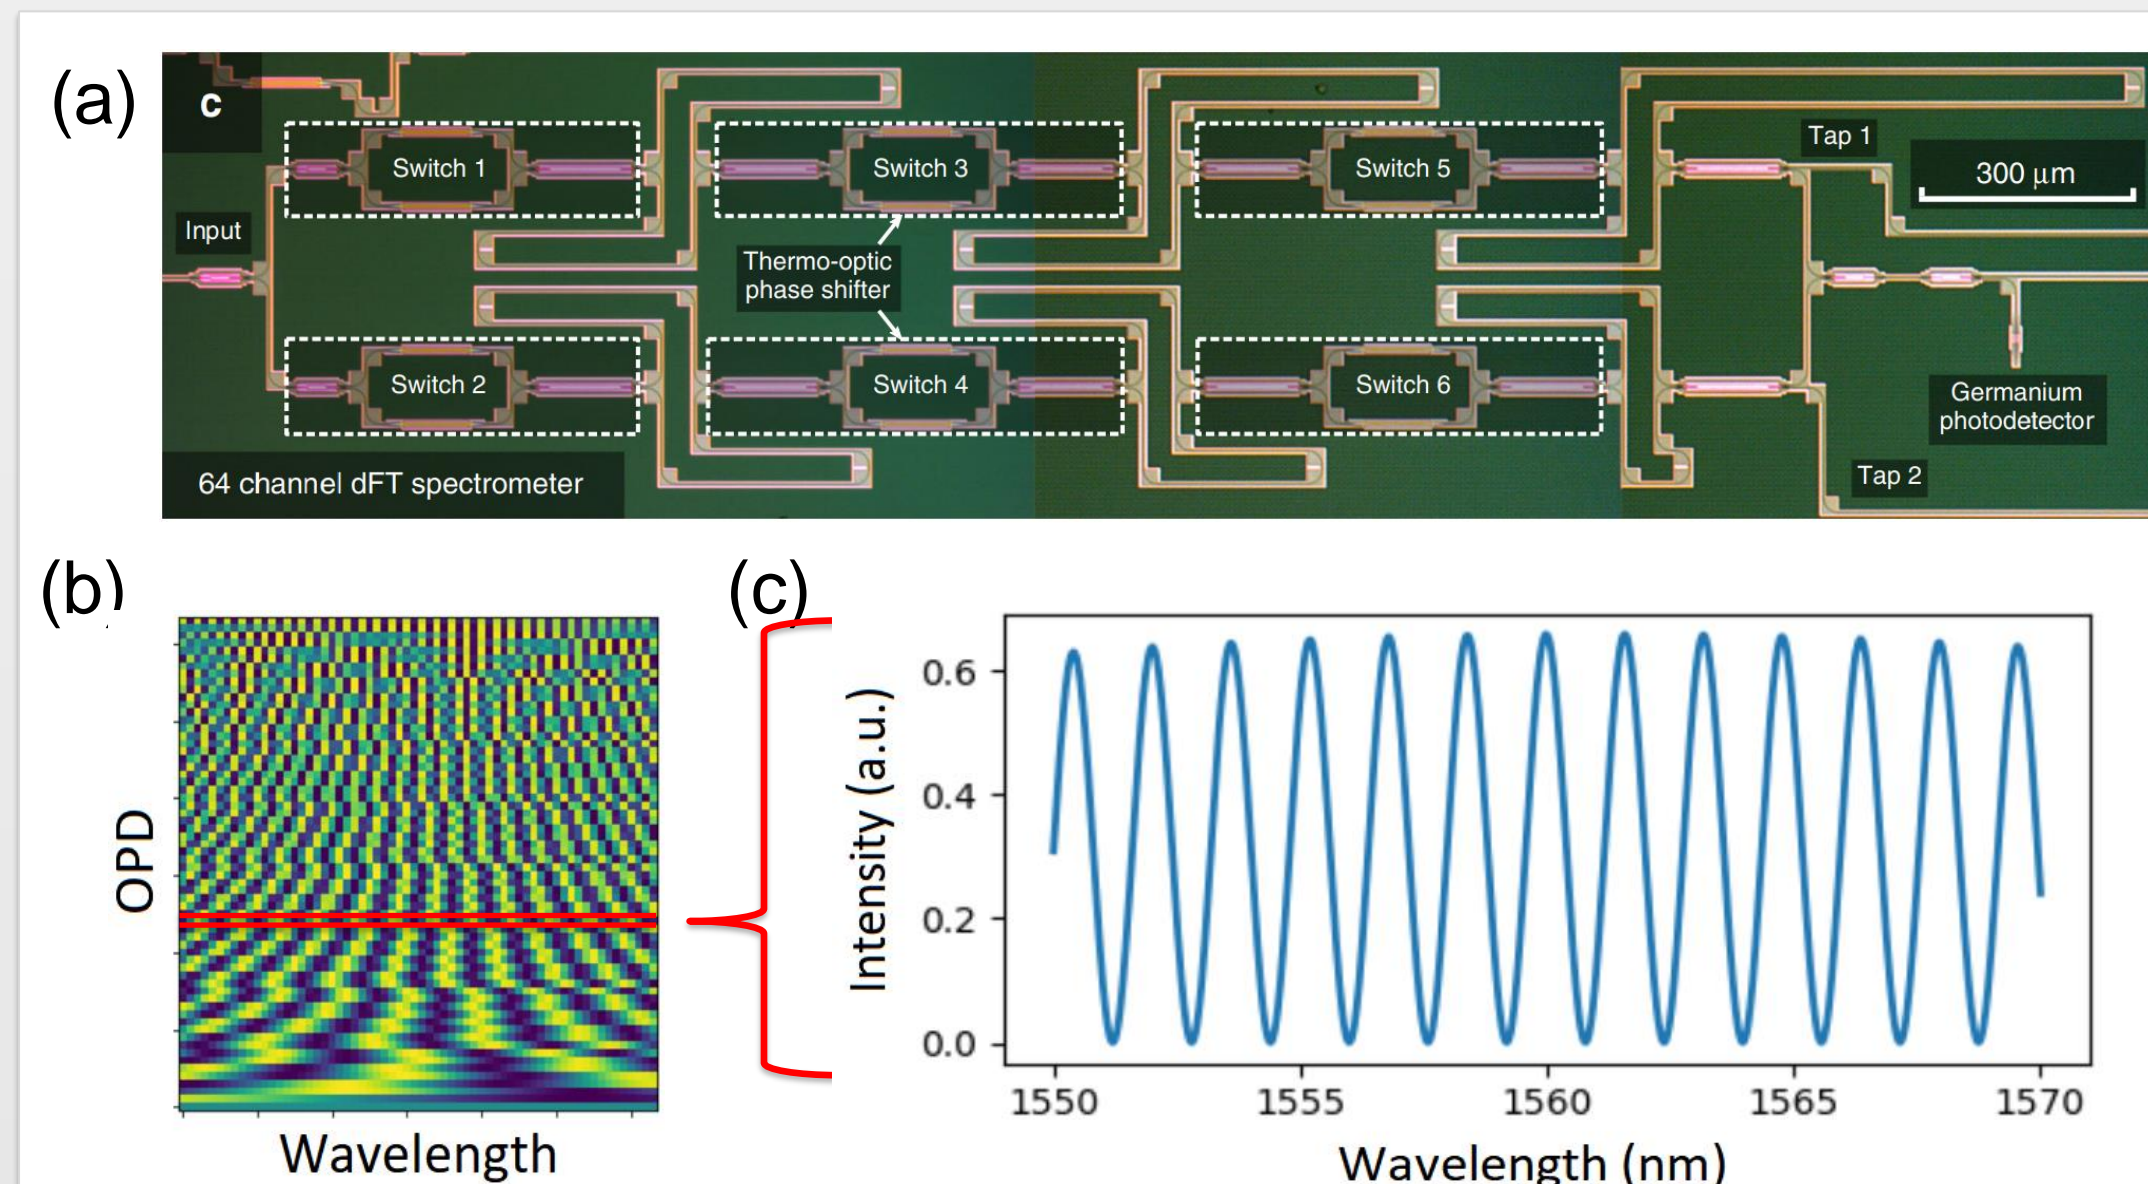 (a)
c
Switch 1
Switch 3
Switch 5
Tap 1
300 μm
Input
Thermo-optic
phase shifter
Switch 2
Switch 4
Switch 6
Germanium
photodetector
64 channel dFT spectrometer
Tap 2
(b)
OPD
Wavelength
(c)
Intensity (a.u.)
0.6
0.4
0.2
0.0
1550 1555 1560 1565 1570
Wavelength (nm)